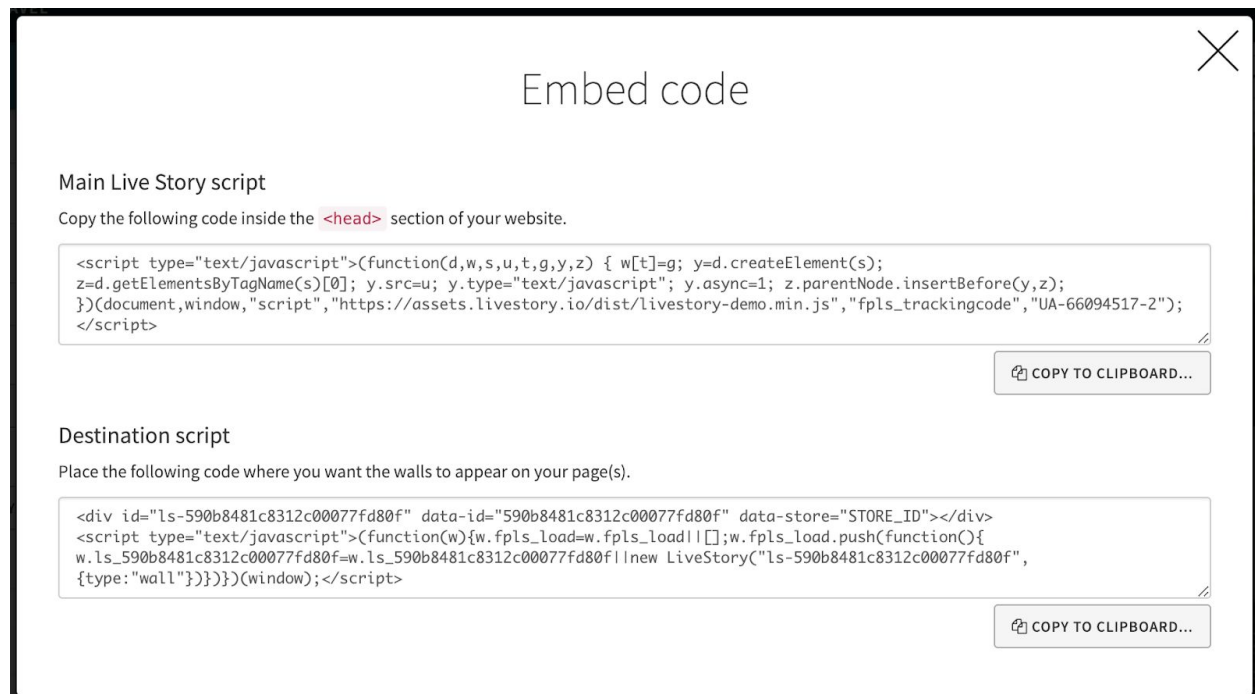 Embed code
Main Live Story script
Copy the following code inside the <head> section of your website.
<script type="text/javascript">(function(d,w,s,u,t,g,y,z) { w[t]=g; y=d.createElement(s);
z=d.getElementsByTagName(s)[0]; y.src=u; y.type="text/javascript"; y.async=1; z.parentNode.insertBefore(y,z);
})(document,window,"script","https://assets.livestory.io/dist/livestory-demo.min.js","fpls_trackingcode","UA-66094517-2");
</script>
COPY TO CLIPBOARD...
Destination script
Place the following code where you want the walls to appear on your page(s).
<div id="ls-590b8481c8312c00077fd80f" data-id="590b8481c8312c00077fd80f" data-store="STORE_ID"></div>
<script type="text/javascript">(function(w){w.fpls_load=w.fpls_load||[];w.fpls_load.push(function(){
w.ls_590b8481c8312c00077fd80f=w.ls_590b8481c8312c00077fd80f||new LiveStory("ls-590b8481c8312c00077fd80f",
{type:"wall"})})})(window);</script>
COPY TO CLIPBOARD...